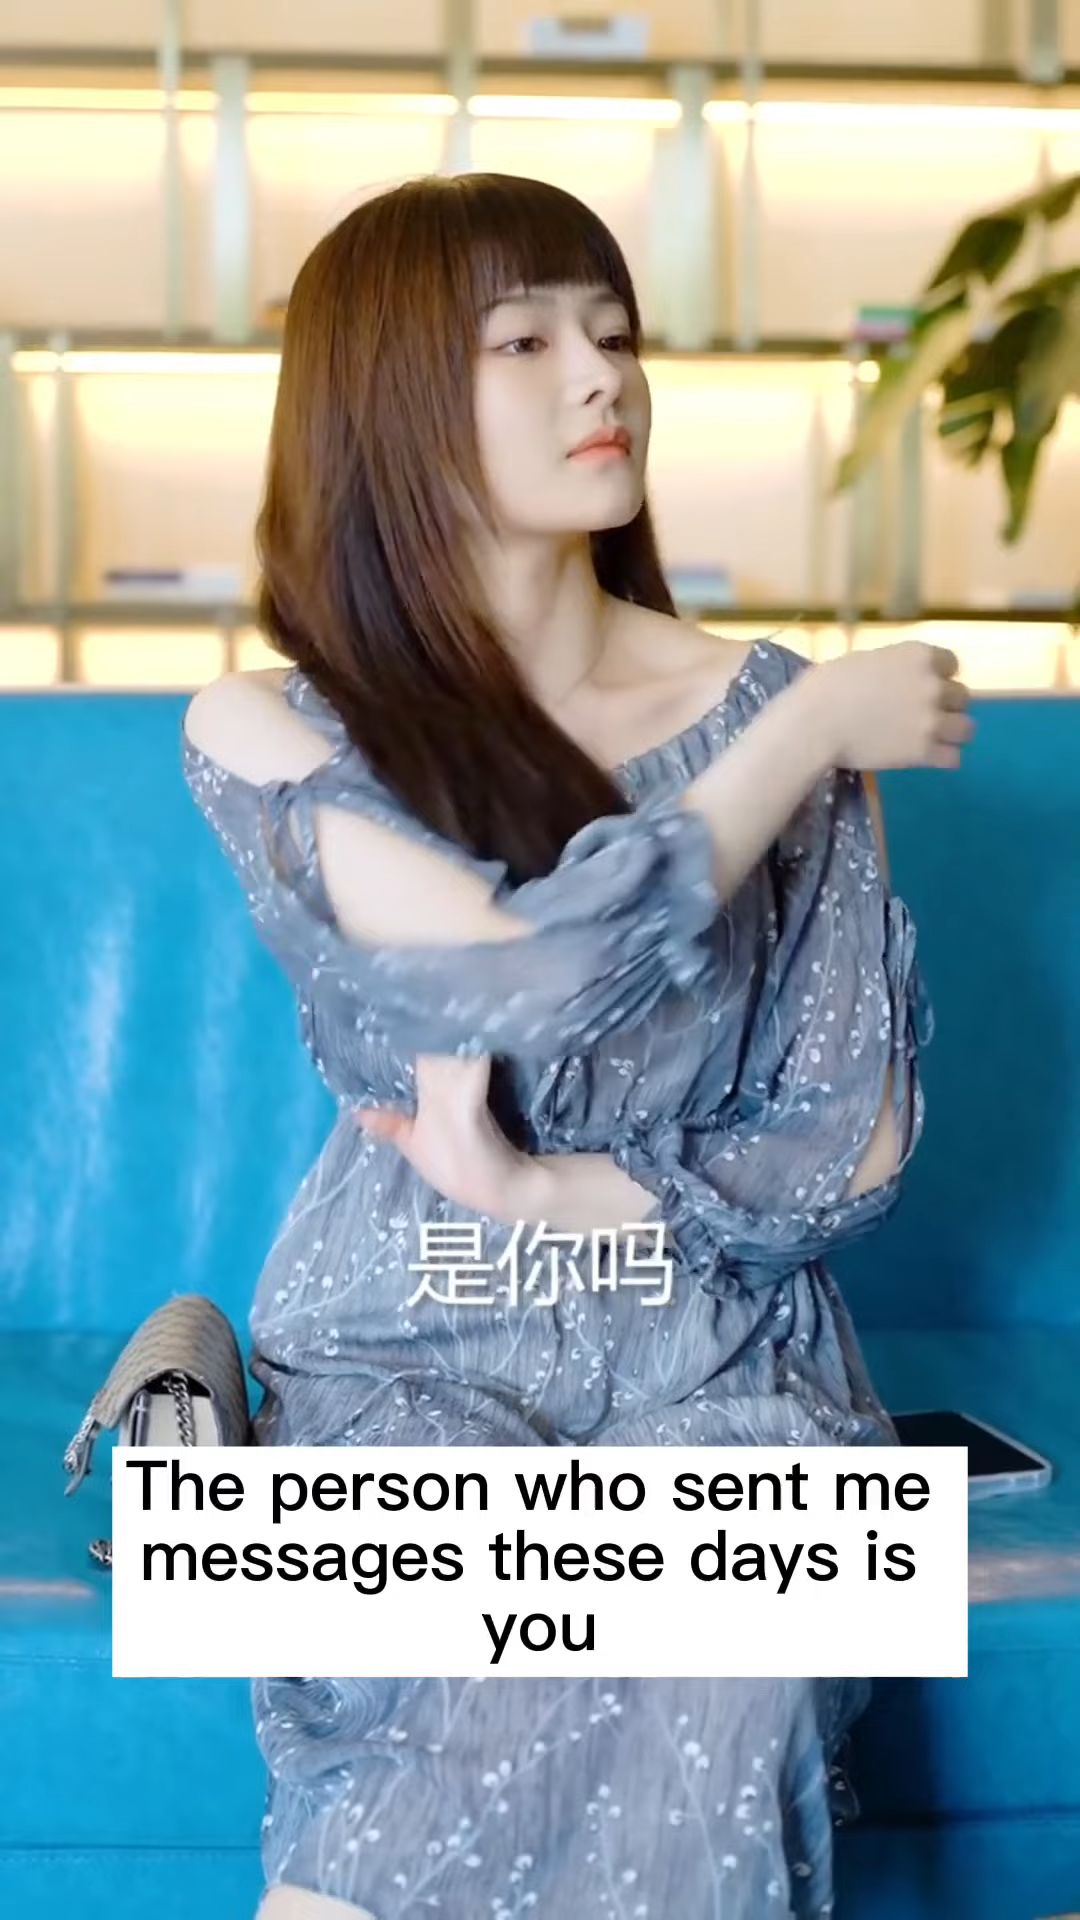 是你吗
The person who sent me
messages these days is
you